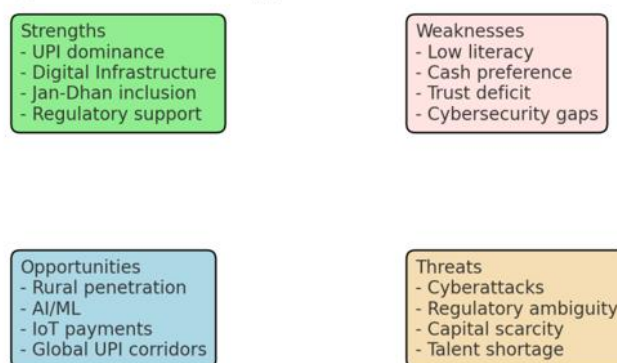 Strengths
- UPI dominance
- Digital Infrastructure
- Jan-Dhan inclusion
- Regulatory support
Weaknesses
- Low literacy
- Cash preference
- Trust deficit
- Cybersecurity gaps
Opportunities
- Rural penetration
- AI/ML
- IoT payments
- Global UPI corridors
Threats
- Cyberattacks
- Regulatory ambiguity
- Capital scarcity
- Talent shortage